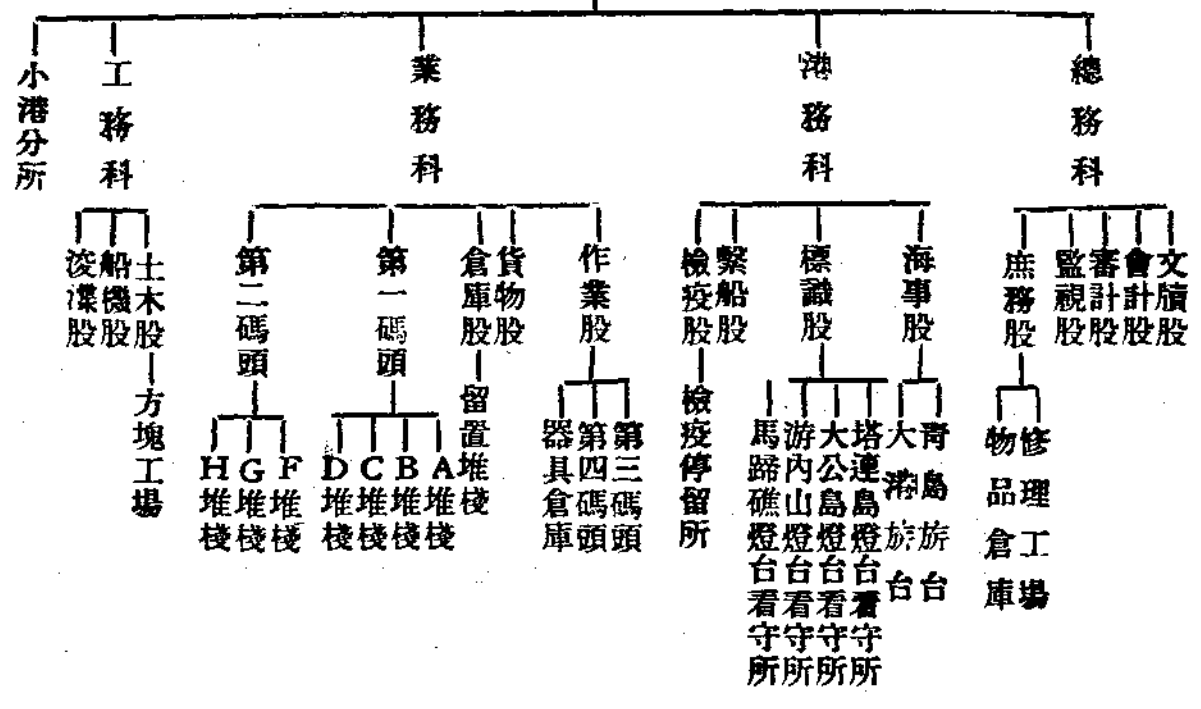 總務科
文牘股
會計股
審計股
監視股
庶務股
修理工場
物品倉庫
港務科
海事股
青島旗台
大港旗台
標識股
塔連島燈台看守所
大公島燈台看守所
游內山燈台看守所
馬蹄礁燈台看守所
繫船股
檢疫股
檢疫停留所
業務科
作業股
第三碼頭
第四碼頭
器具倉庫
貨物股
倉庫股
留置堆棧
第一碼頭
A堆棧
B堆棧
C堆棧
D堆棧
第二碼頭
F堆棧
G堆棧
H堆棧
工務科
土木股
方塊工場
船機股
浚渫股
小港分所